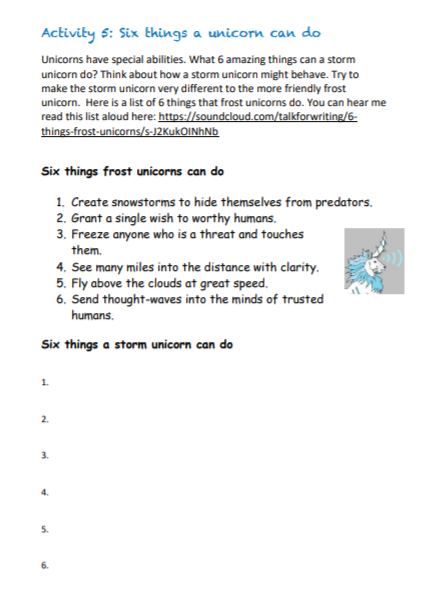 Activity 5: Six things a unicorn can do
Unicorns have special abilities. What 6 amazing things can a storm
unicorn do? Think about how a storm unicorn might behave. Try to
make the storm unicorn very different to the more friendly frost
unicorn.  Here is a list of 6 things that frost unicorns do. You can hear me
read this list aloud here: https://soundcloud.com/talkforwriting/6-
things-frost-unicorns/s-J2KukOINhNb
Six things frost unicorns can do
1. Create snowstorms to hide themselves from predators.
2. Grant a single wish to worthy humans.
3. Freeze anyone who is a threat and touches
them.
4. See many miles into the distance with clarity.
5. Fly above the clouds at great speed.
6. Send thought-waves into the minds of trusted
humans.
Six things a storm unicorn can do
1.
2.
3.
4.
5.
6.